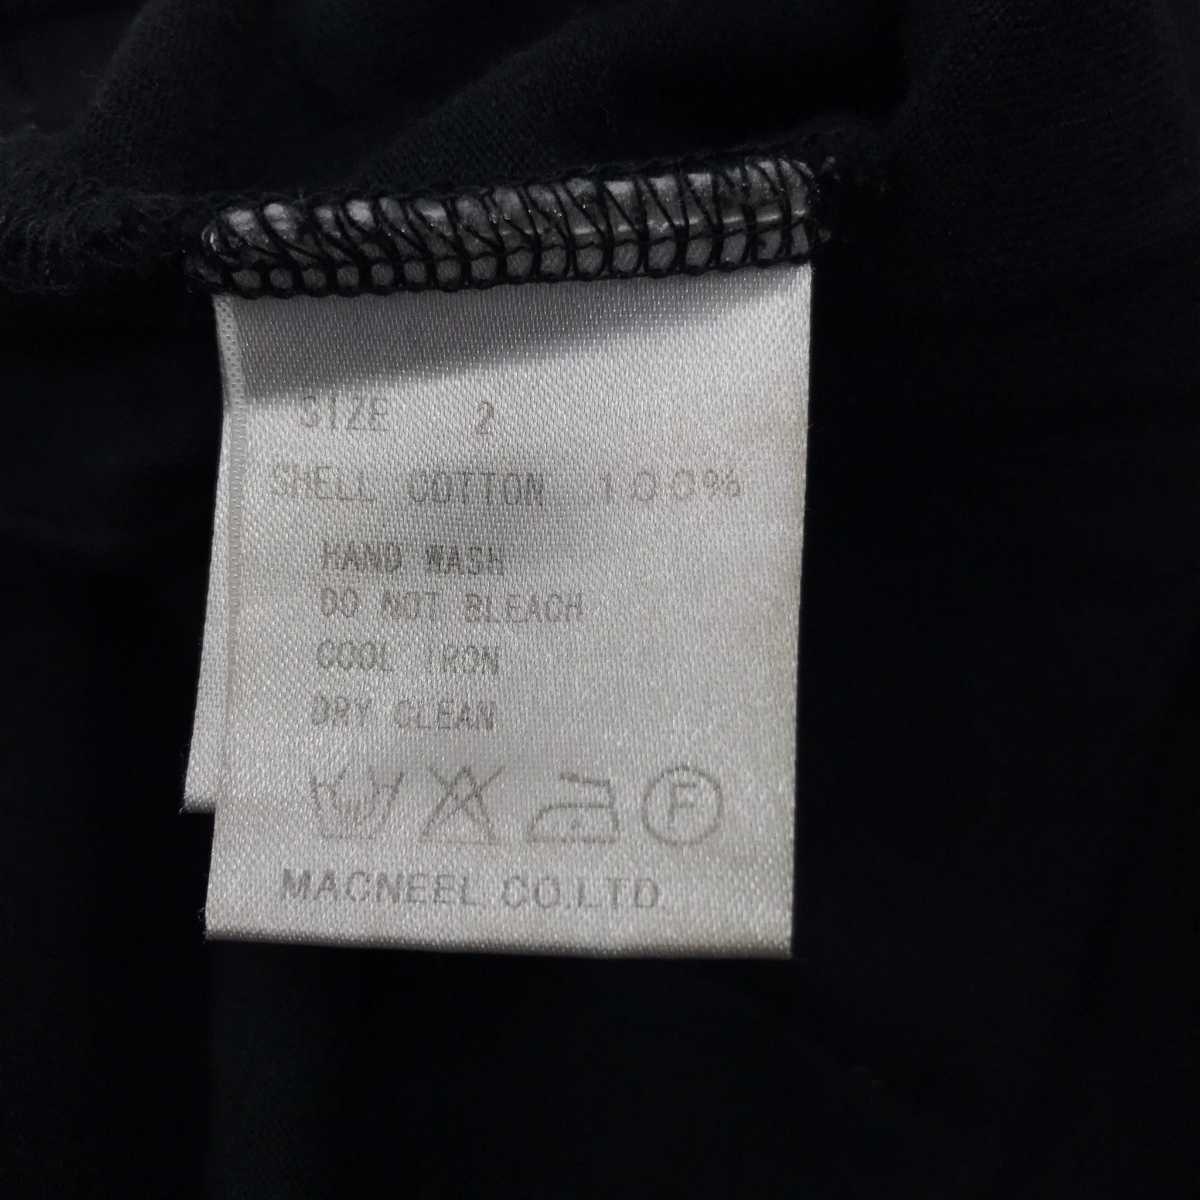 SIZE 2
SHELL COTTON 100%
HAND WASH
DO NOT BLEACH
COOL IRON
DRY CLEAN
F
MACNEEL CO.LTD.